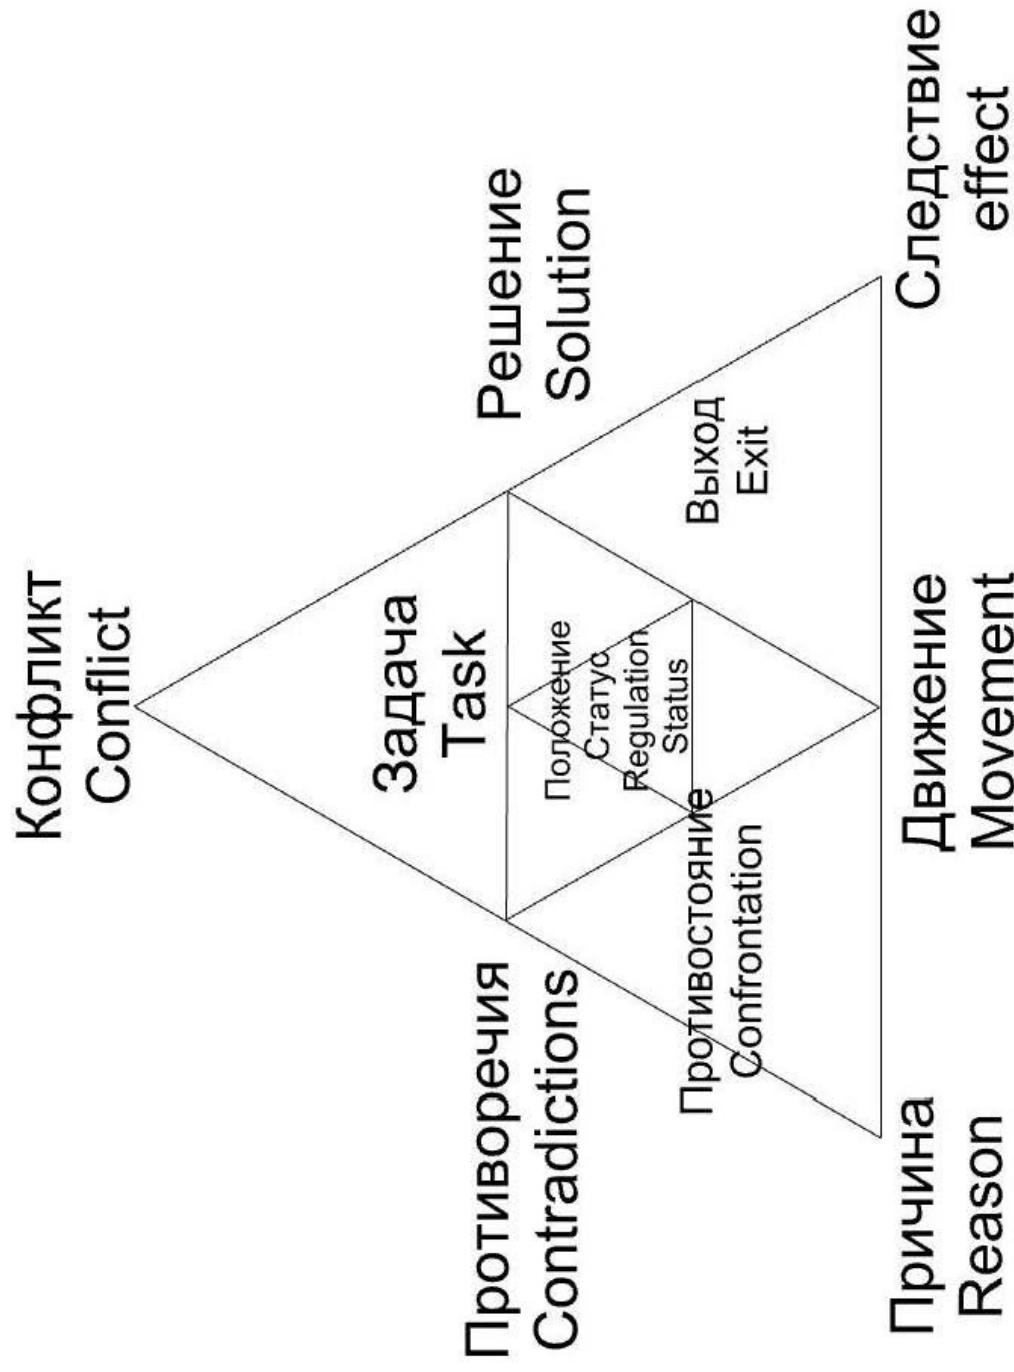 Конфликт
Conflict
Задача
Task
Противоречия
Contradictions
Решение
Solution
Положение
Статус
Regulation
Status
Противостояние
Confrontation
Выход
Exit
Причина
Reason
Движение
Movement
Следствие
effect